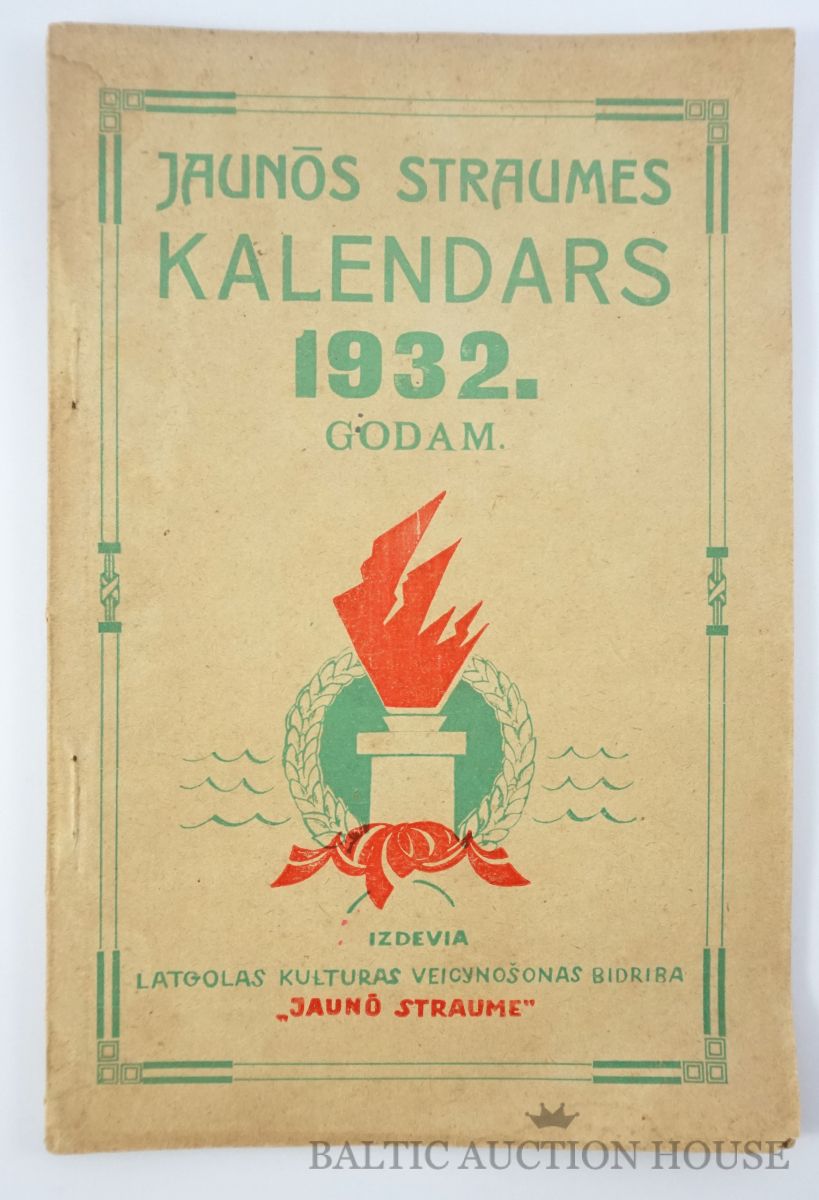 JAUNŌS STRAUMES
KALENDARS
1932.
GODAM.
IZDEVIA
LATGOLAS KULTURAS VEICYNOŠONAS BIDRIBA
„JAUNŌ STRAUME"
BALTIC AUCTION HOUSE